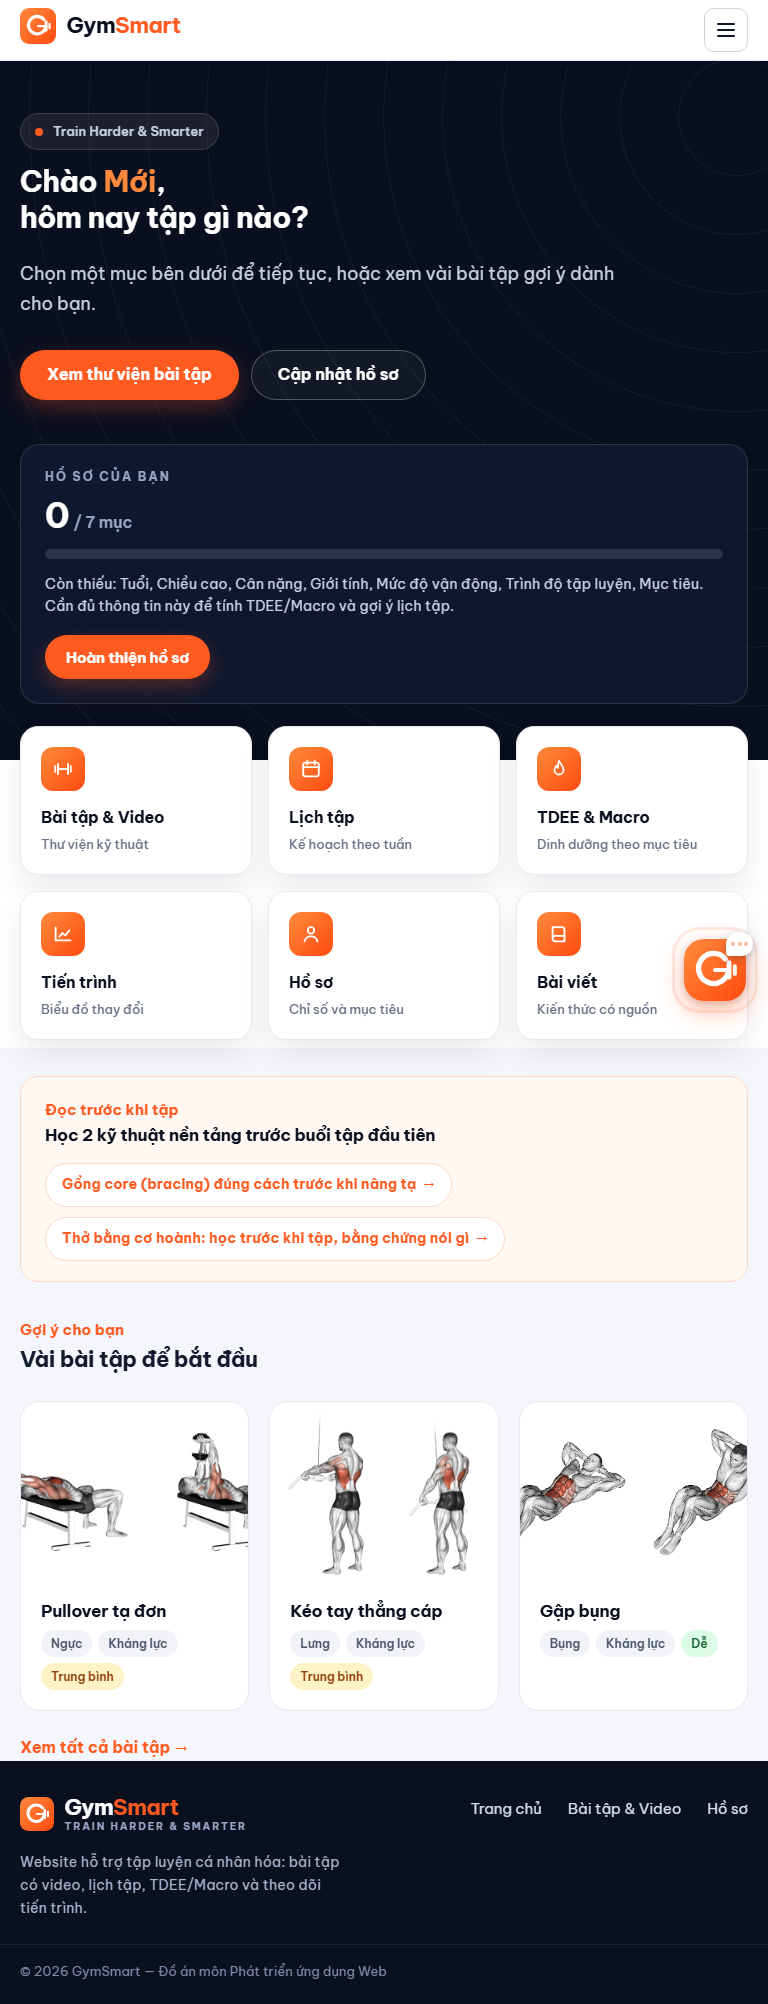 GymSmart
Train Harder & Smarter
Chào Mới,
hôm nay tập gì nào?
Chọn một mục bên dưới để tiếp tục, hoặc xem vài bài tập gợi ý dành
cho bạn.
Xem thư viện bài tập
Cập nhật hồ sơ
HỒ SƠ CỦA BẠN
0 / 7 mục
Còn thiếu: Tuổi, Chiều cao, Cân nặng, Giới tính, Mức độ vận động, Trình độ tập luyện, Mục tiêu.
Cần đủ thông tin này để tính TDEE/Macro và gợi ý lịch tập.
Hoàn thiện hồ sơ
Bài tập & Video
Thư viện kỹ thuật
Lịch tập
Kế hoạch theo tuần
TDEE & Macro
Dinh dưỡng theo mục tiêu
Tiến trình
Biểu đồ thay đổi
Hồ sơ
Chỉ số và mục tiêu
Bài viết
Kiến thức có nguồn
Đọc trước khi tập
Học 2 kỹ thuật nền tảng trước buổi tập đầu tiên
Gồng core (bracing) đúng cách trước khi nâng tạ →
Thở bằng cơ hoành: học trước khi tập, bằng chứng nói gì →
Gợi ý cho bạn
Vài bài tập để bắt đầu
Pullover tạ đơn
Ngực
Kháng lực
Trung bình
Kéo tay thẳng cáp
Lưng
Kháng lực
Trung bình
Gập bụng
Bụng
Kháng lực
Dễ
Xem tất cả bài tập →
GymSmart
TRAIN HARDER & SMARTER
Website hỗ trợ tập luyện cá nhân hóa: bài tập
có video, lịch tập, TDEE/Macro và theo dõi
tiến trình.
Trang chủ
Bài tập & Video
Hồ sơ
© 2026 GymSmart — Đồ án môn Phát triển ứng dụng Web